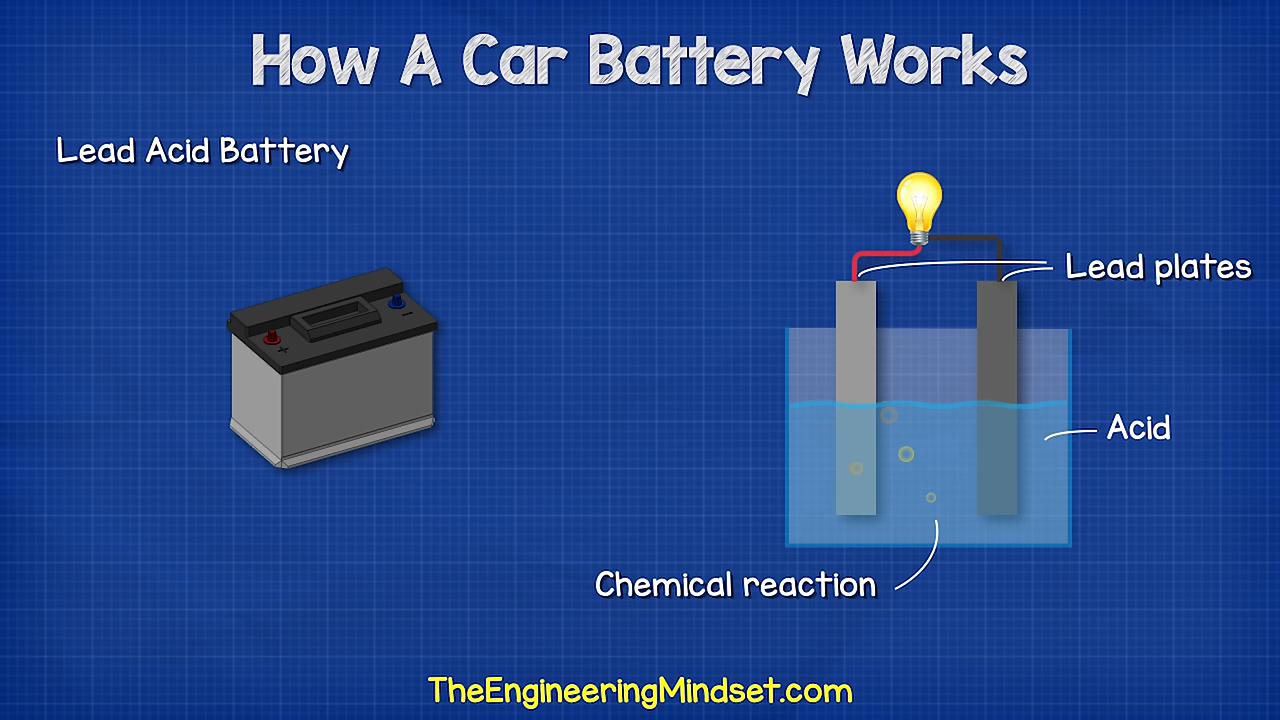 How A Car Battery Works
Lead Acid Battery
Lead plates
+
-
Acid
Chemical reaction
TheEngineeringMindset.com